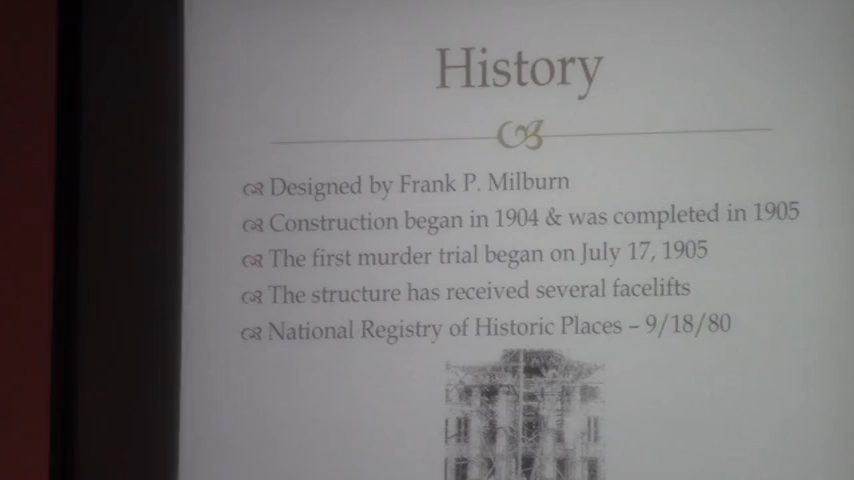 History
Designed by Frank P. Milburn
Construction began in 1904 & was completed in 1905
The first murder trial began on July 17, 1905
The structure has received several facelifts
National Registry of Historic Places – 9/18/80